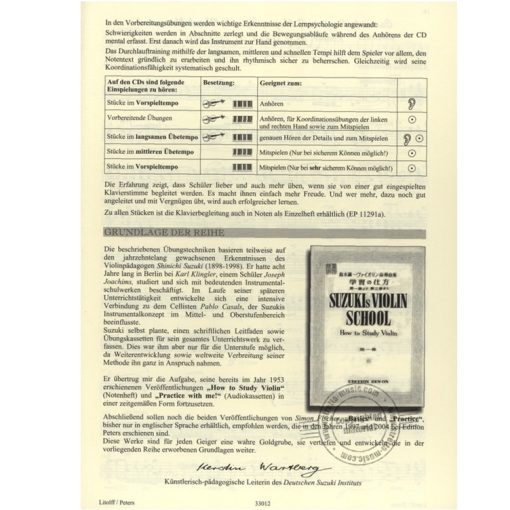 In den Vorbereitungsübungen werden wichtige Erkenntnisse der Lernpsychologie angewandt:
Schwierigkeiten werden in Abschnitte zerlegt und die Bewegungsabläufe während des Anhörens der CD
mental erfasst. Erst danach wird das Instrument zur Hand genommen.
Das Durchlauftraining mithilfe der langsamen, mittleren und schnellen Tempi hilft dem Spieler vor allem, den
Notentext gründlich zu erarbeiten und ihn rhythmisch sicher zu beherrschen. Gleichzeitig wird seine
Koordinationsfähigkeit systematisch geschult.
Auf den CDs sind folgende Einspielungen zu hören: Besetzung: Geeignet zum:
Stücke im Vorspieltempo Anhören
Vorbereitende Übungen Anhören, für Koordinationsübungen der linken
und rechten Hand sowie zum Mitspielen
Stücke im langsamen Übetempo genauen Hören der Details und zum Mitspielen
Stücke im mittleren Übetempo Mitspielen (Nur bei sicherem Können möglich!)
Stücke im Vorspieltempo Mitspielen (Nur bei sehr sicherem Können möglich!)
Die Erfahrung zeigt, dass Schüler lieber und auch mehr üben, wenn sie von einer gut eingespielten
Klavierstimme begleitet werden. Es macht ihnen einfach mehr Freude. Und wer mehr, dazu noch gut
angeleitet und mit Vergnügen übt, wird auch erfolgreicher lernen.
Zu allen Stücken ist die Klavierbegleitung auch in Noten als Einzelheft erhältlich (EP 11291a).
GRUNDLAGE DER REIHE
Die beschriebenen Übungstechniken basieren teilweise auf
den jahrzehntelang gewachsenen Erkenntnissen des
Violinpädagogen Shinichi Suzuki (1898-1998). Er hatte acht
Jahre lang in Berlin bei Karl Klingler, einem Schüler Joseph
Joachims, studiert und sich mit bedeutenden Instrumental-
schulwerken beschäftigt. Im Laufe seiner späteren
Unterrichtstätigkeit entwickelte sich eine intensive
Verbindung zu dem Cellisten Pablo Casals, der Suzukis
Instrumentalkonzept im Mittel- und Oberstufenbereich
beeinflusste.
Suzuki selbst plante, einen schriftlichen Leitfaden sowie
Übungskassetten für sein gesamtes Unterrichtswerk zu ver-
fassen. Dies war ihm aber nur für die Unterstufe möglich,
da Weiterentwicklung sowie weltweite Verbreitung seiner
Methode ihn ganz in Anspruch nahmen.
Er übertrug mir die Aufgabe, seine bereits im Jahr 1953
erschienenen Veröffentlichungen „How to Study Violin"
(Notenheft) und „Practice with me!" (Audiokassetten) in
einer zeitgemäßen Form fortzusetzen.
SUZUKIs VIOLIN
SCHOOL
How to Study Violin
EDITION ZEN-ON
Abschließend sollen noch die beiden Veröffentlichungen von Simon Fischer „Basics" und „Practice",
bisher nur in englischer Sprache erhältlich, empfohlen werden, die in den Jahren 1997 und 2004 bei Edition
Peters erschienen sind.
Diese Werke sind für jeden Geiger eine wahre Goldgrube, sie vertiefen und entwickeln die in der
vorliegenden Reihe erworbenen Grundlagen weiter.
Kerstin Wartberg
Künstlerisch-pädagogische Leiterin des Deutschen Suzuki Instituts
Litolff / Peters 33012